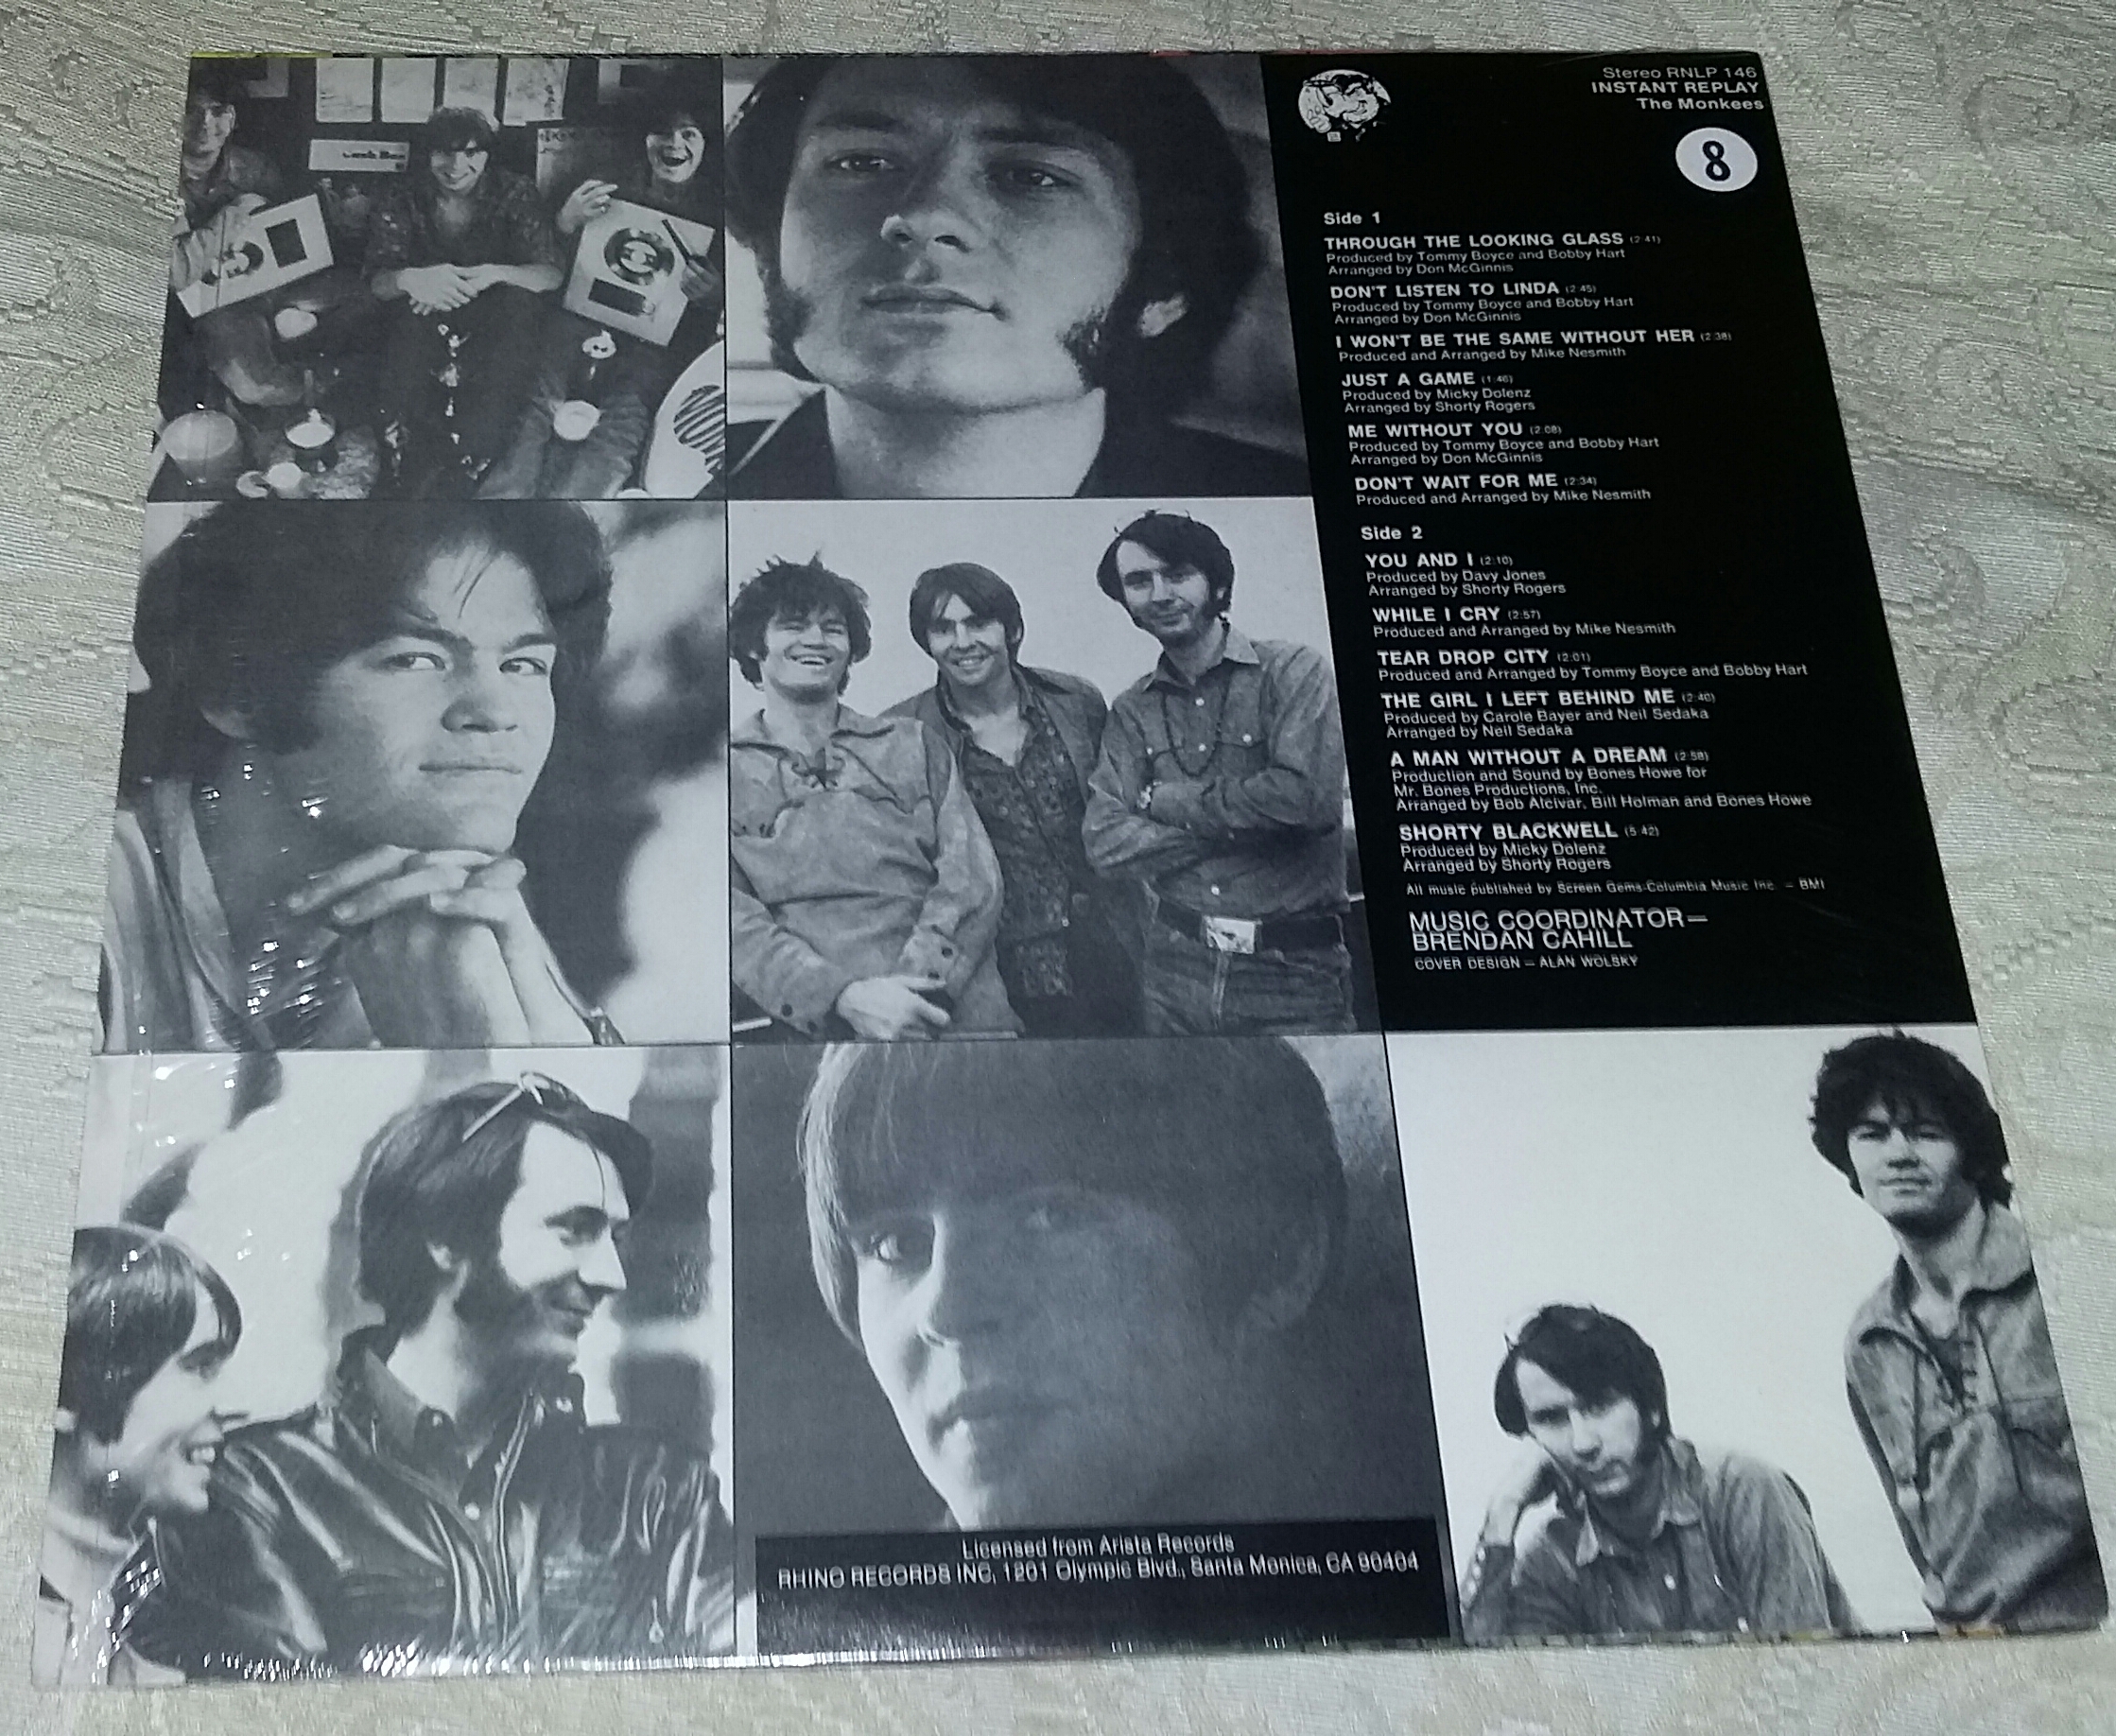 Cash Box
Stereo RNLP 146
INSTANT REPLAY
The Monkees
8
Side 1
THROUGH THE LOOKING GLASS (2:41)
Produced by Tommy Boyce and Bobby Hart
Arranged by Don McGinnis
DON'T LISTEN TO LINDA (2:45)
Produced by Tommy Boyce and Bobby Hart
Arranged by Don McGinnis
I WON'T BE THE SAME WITHOUT HER (2:38)
Produced and Arranged by Mike Nesmith
JUST A GAME (1:46)
Produced by Micky Dolenz
Arranged by Shorty Rogers
ME WITHOUT YOU (2:08)
Produced by Tommy Boyce and Bobby Hart
Arranged by Don McGinnis
DON'T WAIT FOR ME (2:34)
Produced and Arranged by Mike Nesmith
Side 2
YOU AND I (2:10)
Produced by Davy Jones
Arranged by Shorty Rogers
WHILE I CRY (2:57)
Produced and Arranged by Mike Nesmith
TEAR DROP CITY (2:01)
Produced and Arranged by Tommy Boyce and Bobby Hart
THE GIRL I LEFT BEHIND ME (2:40)
Produced by Carole Bayer and Neil Sedaka
Arranged by Neil Sedaka
A MAN WITHOUT A DREAM (2:58)
Production and Sound by Bones Howe for
Mr. Bones Productions, Inc.
Arranged by Bob Alcivar, Bill Holman and Bones Howe
SHORTY BLACKWELL (5:42)
Produced by Micky Dolenz
Arranged by Shorty Rogers
All music published by Screen Gems-Columbia Music Inc. – BMI
MUSIC COORDINATOR—
BRENDAN CAHILL
COVER DESIGN — ALAN WOLSKY
Licensed from Arista Records
RHINO RECORDS INC, 1201 Olympic Blvd., Santa Monica, CA 90404